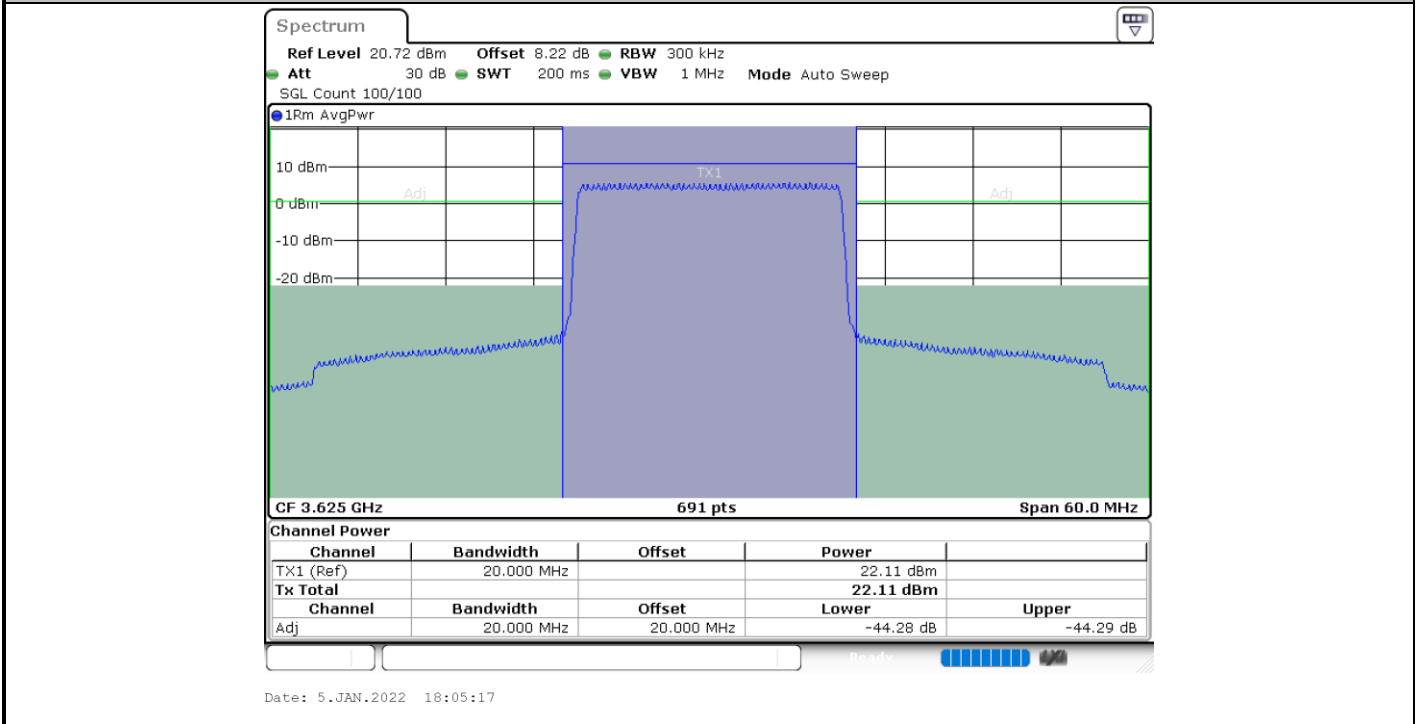 Spectrum
Ref Level 20.72 dBm Offset 8.22 dB RBW 300 kHz
Att 30 dB SWT 200 ms VBW 1 MHz Mode Auto Sweep
SGL Count 100/100
1Rm AvgPwr
10 dBm
TX1
Adj Adj
0 dBm
-10 dBm
-20 dBm
CF 3.625 GHz 691 pts Span 60.0 MHz
Channel Power
Channel Bandwidth Offset Power
TX1 (Ref) 20.000 MHz 22.11 dBm
Tx Total 22.11 dBm
Channel Bandwidth Offset Lower Upper
Adj 20.000 MHz 20.000 MHz -44.28 dB -44.29 dB
Ready
Date: 5.JAN.2022 18:05:17